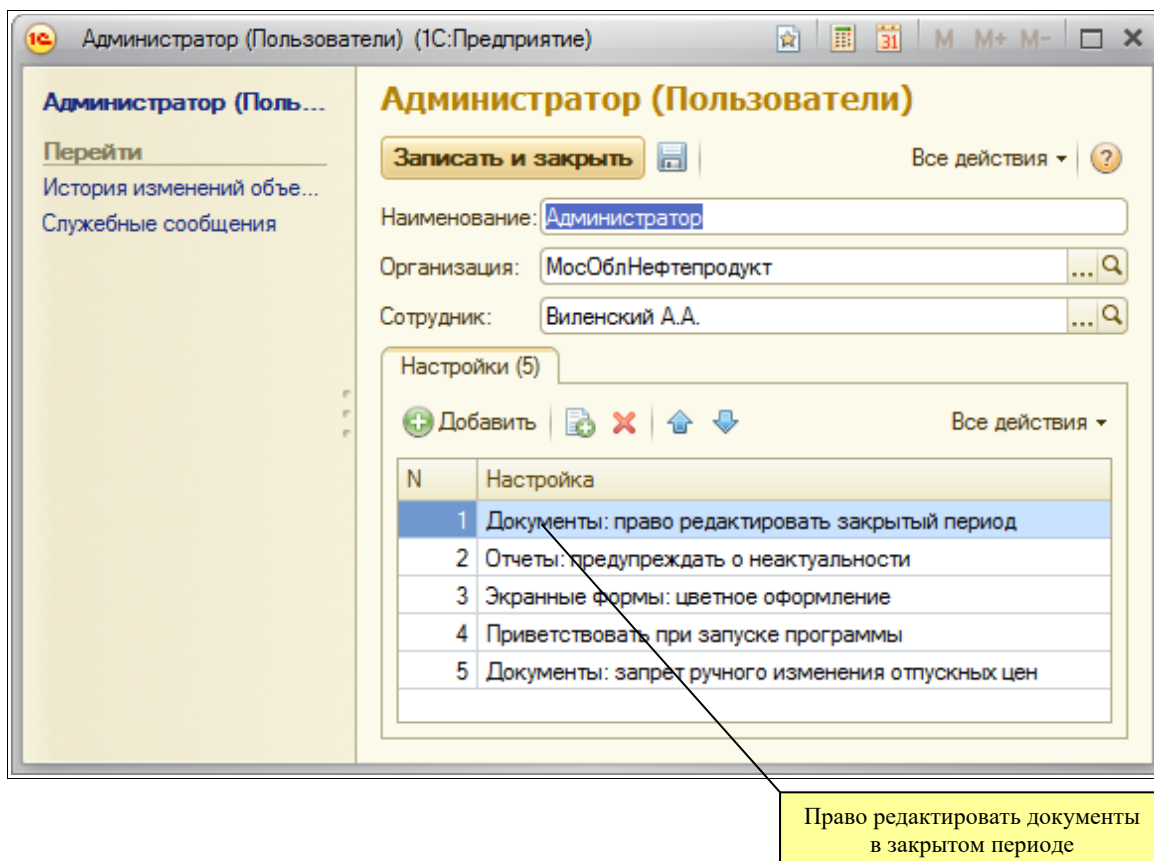 1С Администратор (Пользователи) (1С:Предприятие) 31 M M+ M-
Администратор (Поль...
Перейти
История изменений объе...
Служебные сообщения
Администратор (Пользователи)
Записать и закрыть Все действия ?
Наименование: Администратор
Организация: МосОблНефтепродукт ...
Сотрудник: Виленский А.А. ...
Настройки (5)
Добавить Все действия
N Настройка
1 Документы: право редактировать закрытый период
2 Отчеты: предупреждать о неактуальности
3 Экранные формы: цветное оформление
4 Приветствовать при запуске программы
5 Документы: запрет ручного изменения отпускных цен
Право редактировать документы
в закрытом периоде